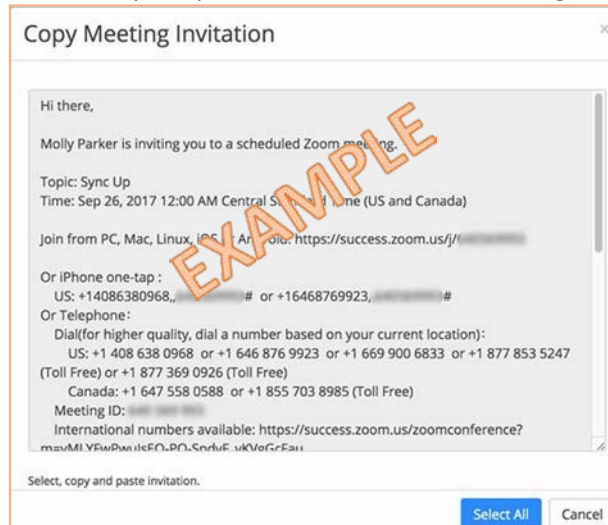 Copy Meeting Invitation
×
Hi there,
Molly Parker is inviting you to a scheduled Zoom meeting.
EXAMPLE
Topic: Sync Up
Time: Sep 26, 2017 12:00 AM Central Standard Time (US and Canada)
Join from PC, Mac, Linux, iOS or Android: https://success.zoom.us/j/
Or iPhone one-tap :
US: +14086380968,, # or +16468769923, #
Or Telephone:
Dial(for higher quality, dial a number based on your current location):
US: +1 408 638 0968 or +1 646 876 9923 or +1 669 900 6833 or +1 877 853 5247
(Toll Free) or +1 877 369 0926 (Toll Free)
Canada: +1 647 558 0588 or +1 855 703 8985 (Toll Free)
Meeting ID:
International numbers available: https://success.zoom.us/zoomconference?
Select, copy and paste invitation.
Select All Cancel